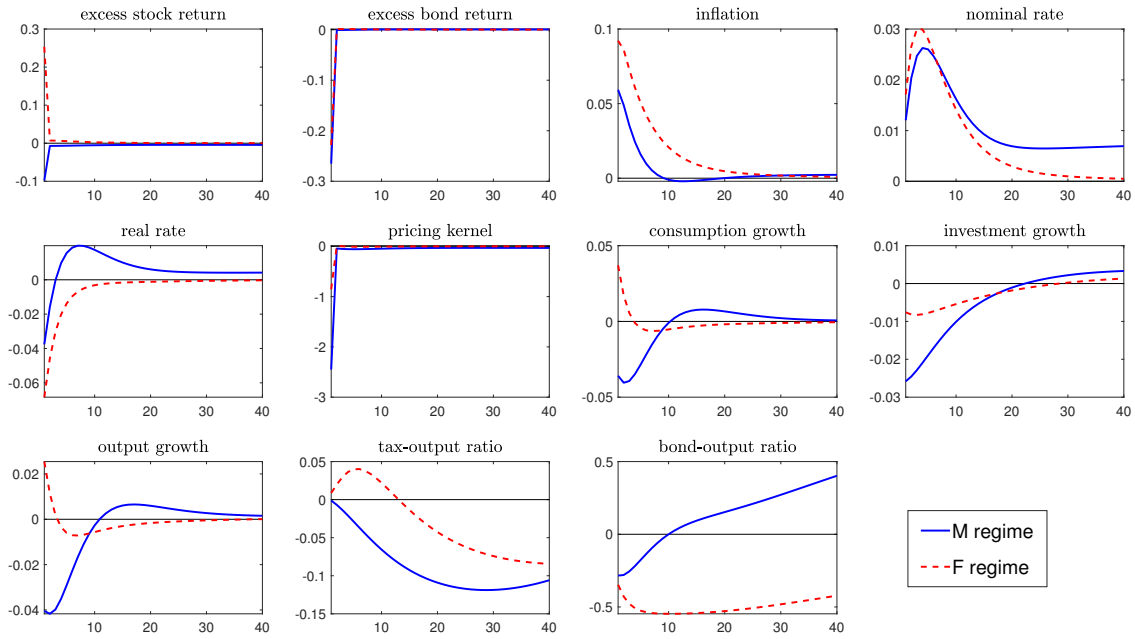 excess stock return
0.3
0.2
0.1
0
-0.1
10 20 30 40
excess bond return
0
-0.1
-0.2
-0.3
10 20 30 40
inflation
0.1
0.05
0
10 20 30 40
nominal rate
0.03
0.02
0.01
0
10 20 30 40
real rate
0
-0.02
-0.04
-0.06
10 20 30 40
pricing kernel
0
-1
-2
-3
10 20 30 40
consumption growth
0.05
0
-0.05
10 20 30 40
investment growth
0.01
0
-0.01
-0.02
-0.03
10 20 30 40
output growth
0.02
0
-0.02
-0.04
10 20 30 40
tax-output ratio
0.05
0
-0.05
-0.1
-0.15
10 20 30 40
bond-output ratio
0.5
0
-0.5
10 20 30 40
M regime
F regime